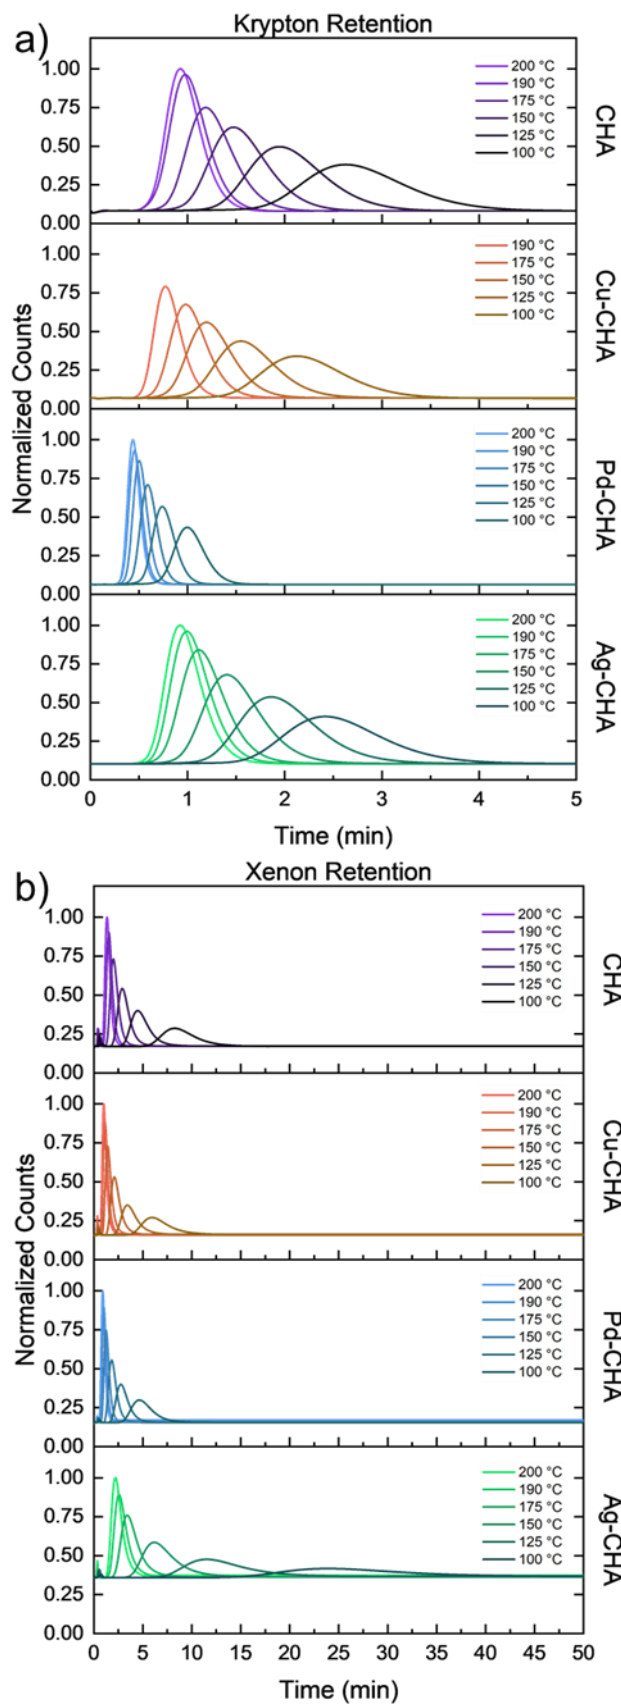 a)
Krypton Retention
1.00
0.75
0.50
0.25
0.00
200 °C
190 °C
175 °C
150 °C
125 °C
100 °C
CHA
1.00
0.75
0.50
0.25
0.00
190 °C
175 °C
150 °C
125 °C
100 °C
Cu-CHA
Normalized Counts
1.00
0.75
0.50
0.25
0.00
200 °C
190 °C
175 °C
150 °C
125 °C
100 °C
Pd-CHA
1.00
0.75
0.50
0.25
0.00
200 °C
190 °C
175 °C
150 °C
125 °C
100 °C
Ag-CHA
0 1 2 3 4 5
Time (min)
b)
Xenon Retention
1.00
0.75
0.50
0.25
0.00
200 °C
190 °C
175 °C
150 °C
125 °C
100 °C
CHA
1.00
0.75
0.50
0.25
0.00
200 °C
190 °C
175 °C
150 °C
125 °C
100 °C
Cu-CHA
Normalized Counts
1.00
0.75
0.50
0.25
0.00
200 °C
190 °C
175 °C
150 °C
125 °C
100 °C
Pd-CHA
1.00
0.75
0.50
0.25
0.00
200 °C
190 °C
175 °C
150 °C
125 °C
100 °C
Ag-CHA
0 5 10 15 20 25 30 35 40 45 50
Time (min)